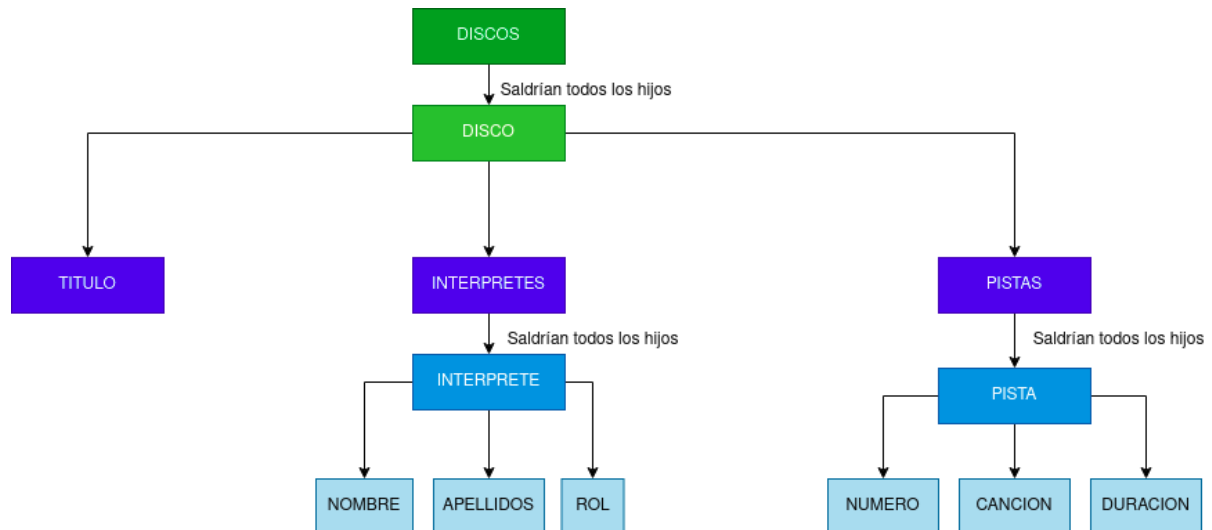 DISCOS
Saldrían todos los hijos
DISCO
TITULO
INTERPRETES
PISTAS
Saldrían todos los hijos
Saldrían todos los hijos
INTERPRETE
PISTA
NOMBRE
APELLIDOS
ROL
NUMERO
CANCION
DURACION